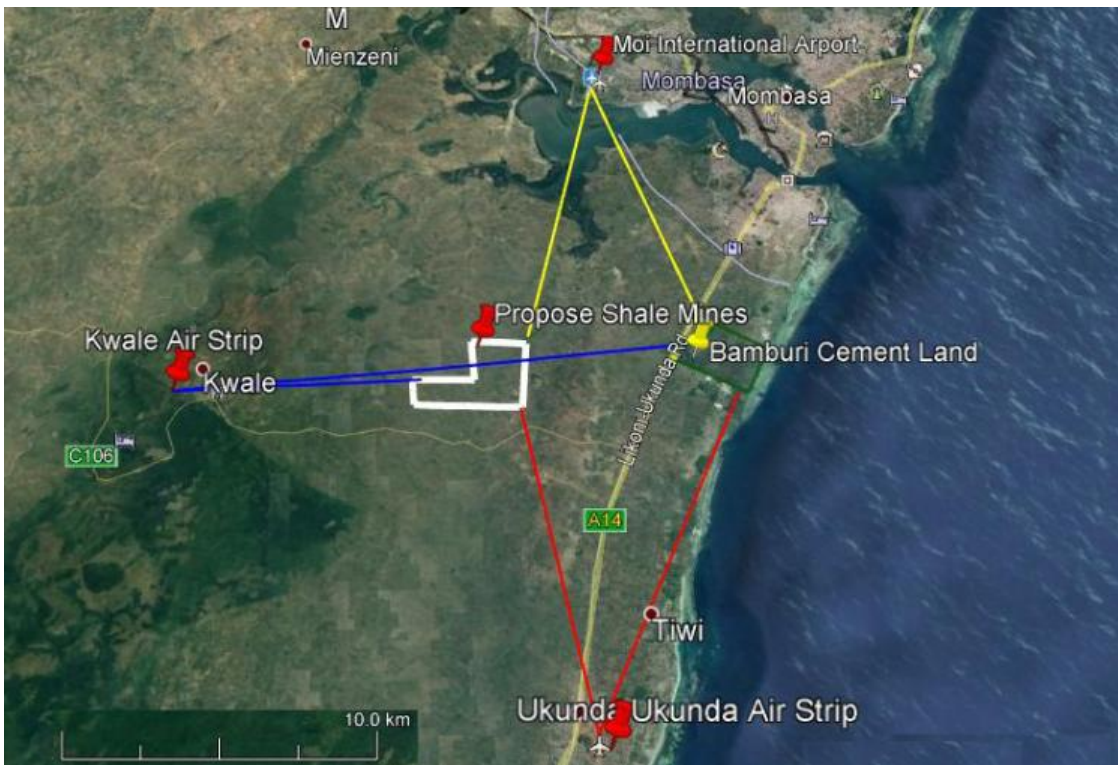 M
Mienzeni
Moi International Arport
Mombasa
Mombasa
Propose Shale Mines
Kwale Air Strip
Kwale
Bamburi Cement Land
Likoni-Ukunda Rd
C106
A14
Tiwi
Ukunda
Ukunda Air Strip
10.0 km